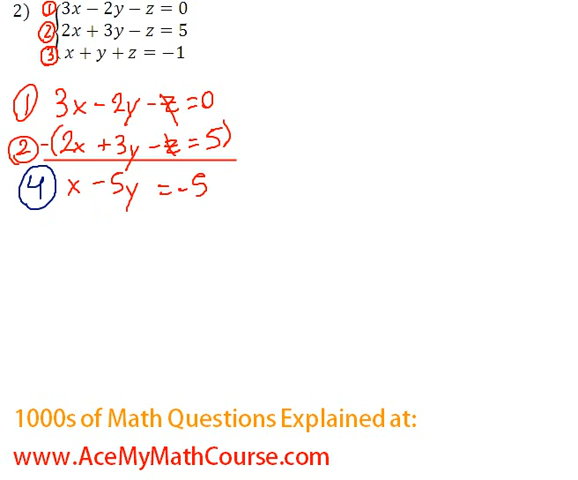 2) ① 3x − 2y − z = 0
② 2x + 3y − z = 5
③ x + y + z = −1
① 3x - 2y - z = 0
② -(2x + 3y - z = 5)
④ x - 5y = -5
1000s of Math Questions Explained at:
www.AceMyMathCourse.com